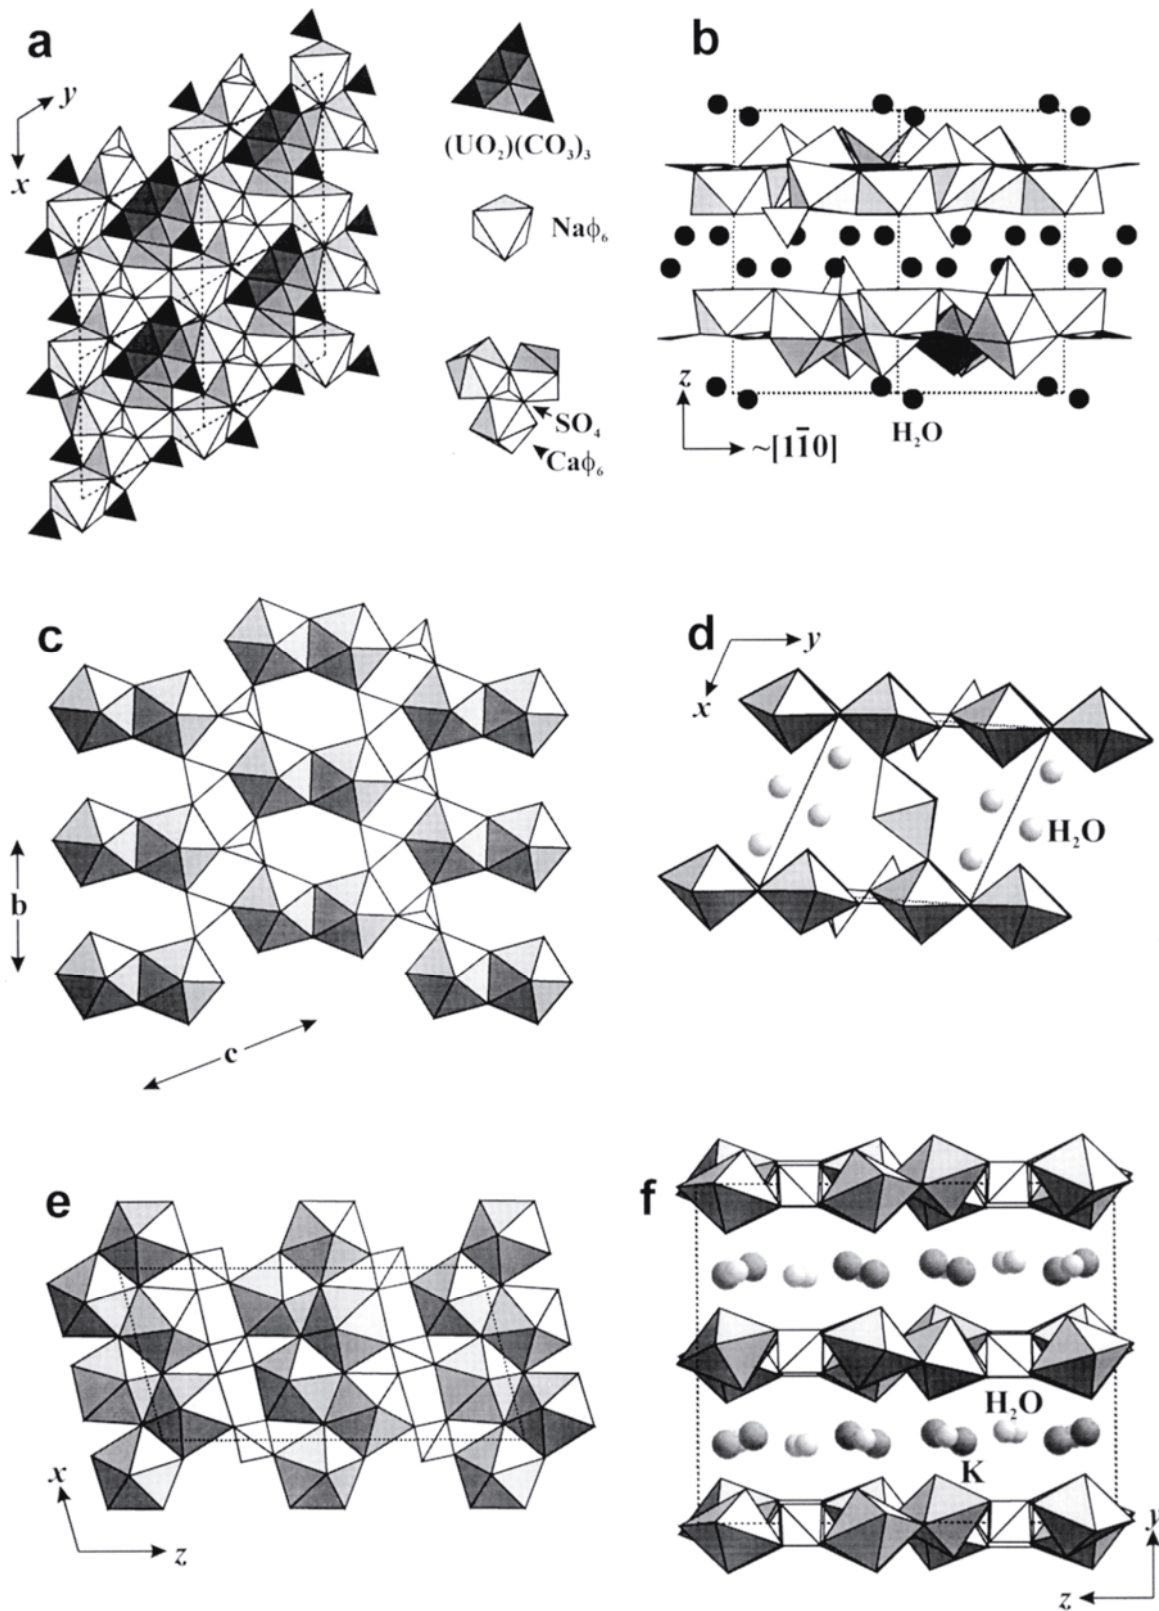 a
y
x
(UO₂)(CO₃)₃
Naϕ₆
SO₄
Caϕ₆
b
z
~[11̄0]
H₂O
c
b
c
d
y
x
H₂O
e
x
z
f
H₂O
K
y
z